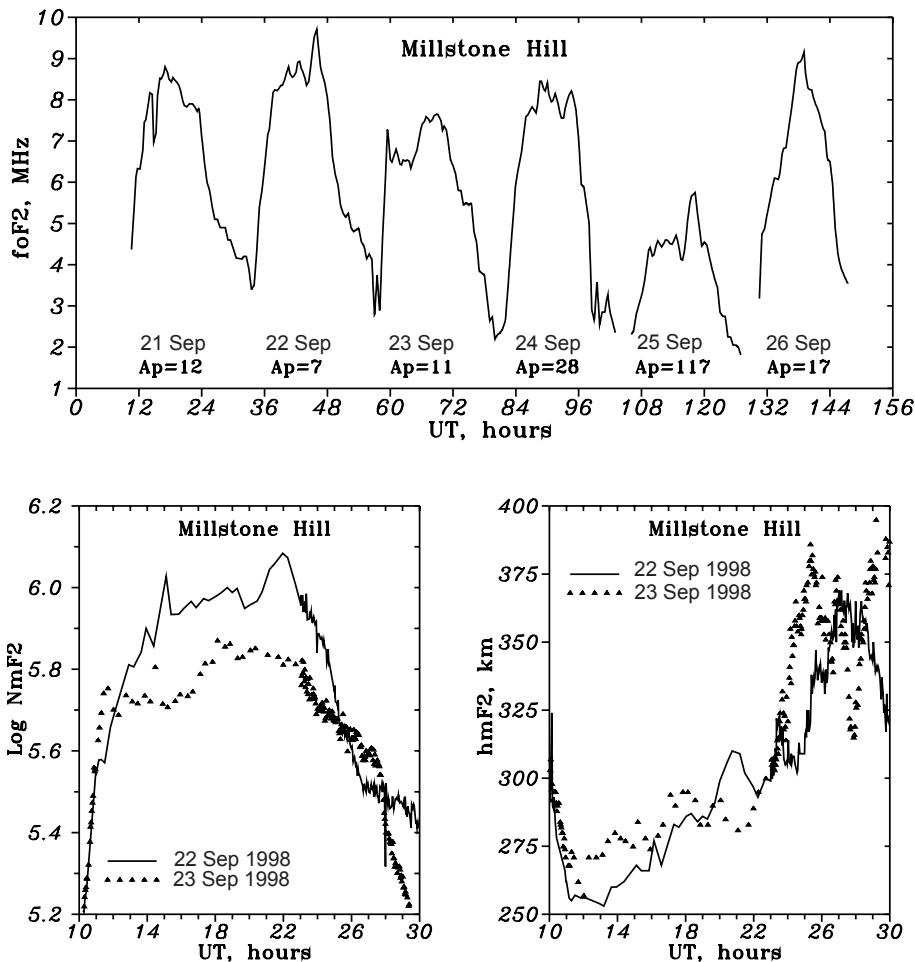 10
9
8
7
6
5
4
3
2
1
foF2, MHz
Millstone Hill
21 Sep 22 Sep 23 Sep 24 Sep 25 Sep 26 Sep
Ap=12 Ap=7 Ap=11 Ap=28 Ap=117 Ap=17
0 12 24 36 48 60 72 84 96 108 120 132 144 156
UT, hours
6.2
6.0
5.8
5.6
5.4
5.2
Log NmF2
Millstone Hill
22 Sep 1998
23 Sep 1998
10 14 18 22 26 30
UT, hours
400
375
350
325
300
275
250
hmF2, km
Millstone Hill
22 Sep 1998
23 Sep 1998
10 14 18 22 26 30
UT, hours